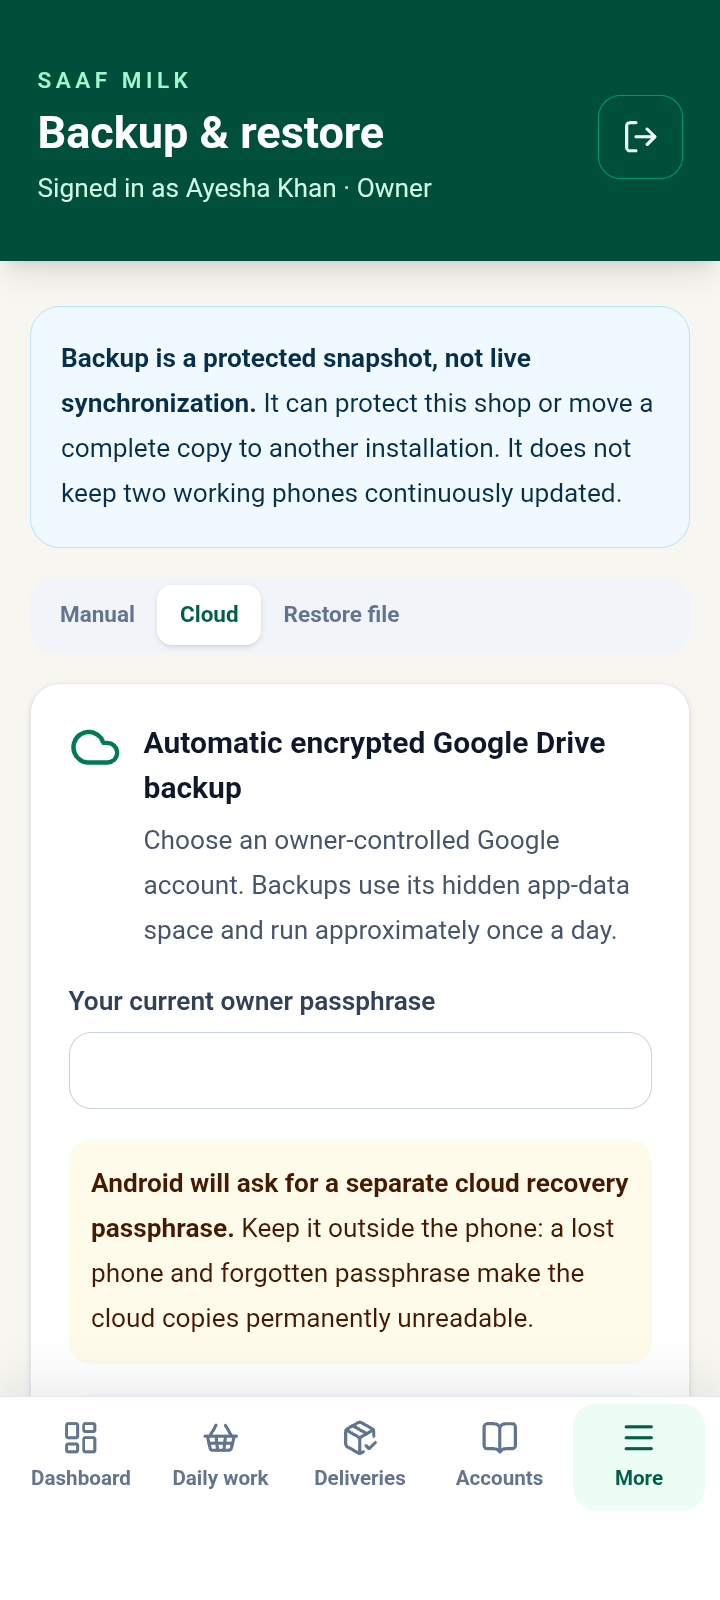 SAAF MILK
Backup & restore
Signed in as Ayesha Khan · Owner
Backup is a protected snapshot, not live
synchronization. It can protect this shop or move a
complete copy to another installation. It does not
keep two working phones continuously updated.
Manual Cloud Restore file
Automatic encrypted Google Drive
backup
Choose an owner-controlled Google
account. Backups use its hidden app-data
space and run approximately once a day.
Your current owner passphrase
Android will ask for a separate cloud recovery
passphrase. Keep it outside the phone: a lost
phone and forgotten passphrase make the
cloud copies permanently unreadable.
Dashboard Daily work Deliveries Accounts More